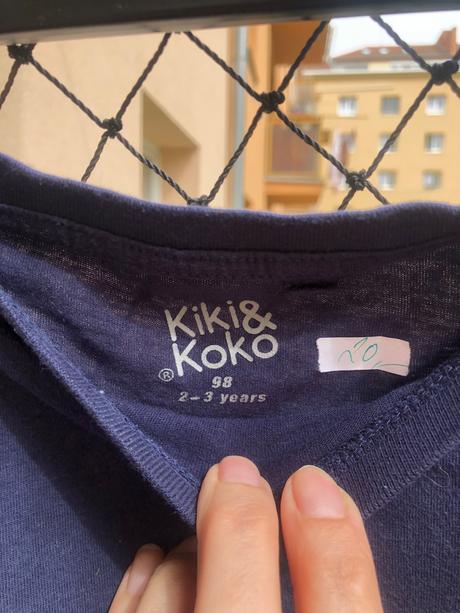 Kiki&
Koko
®
98
2-3 years
20,-